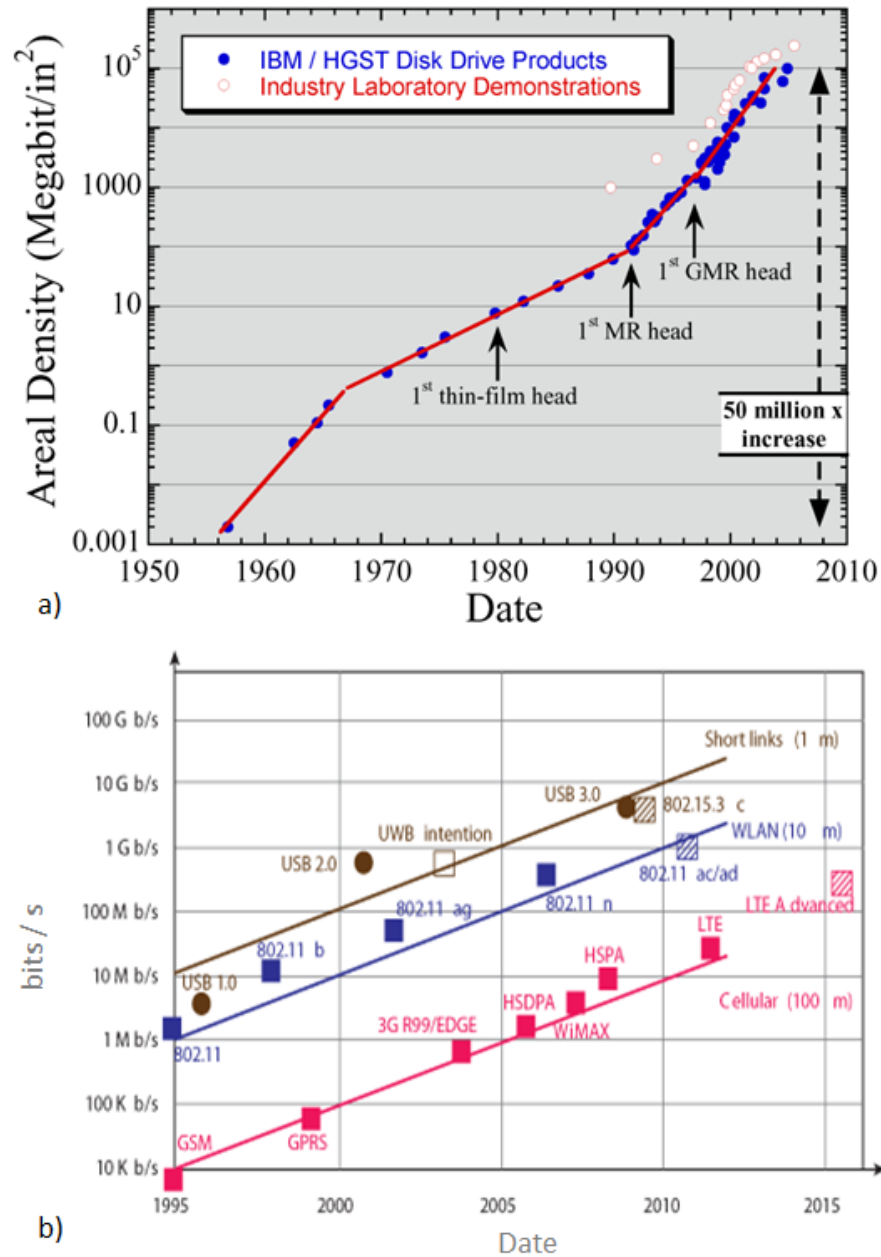 IBM / HGST Disk Drive Products
Industry Laboratory Demonstrations
Areal Density (Megabit/in²)
10⁵
1000
10
0.1
0.001
1st GMR head
1st MR head
1st thin-film head
50 million x
increase
1950 1960 1970 1980 1990 2000 2010
Date
a)
bits / s
100 G b/s
10 G b/s
1 G b/s
100 M b/s
10 M b/s
1 M b/s
100 K b/s
10 K b/s
Short links (1 m)
USB 3.0
802.15.3 c
UWB intention
WLAN (10 m)
USB 2.0
802.11 ac/ad
802.11 ag
802.11 n
LTE A dvanced
802.11 b
LTE
USB 1.0
HSPA
Cellular (100 m)
HSDPA
3G R99/EDGE
WiMAX
802.11
GSM
GPRS
1995 2000 2005 2010 2015
Date
b)